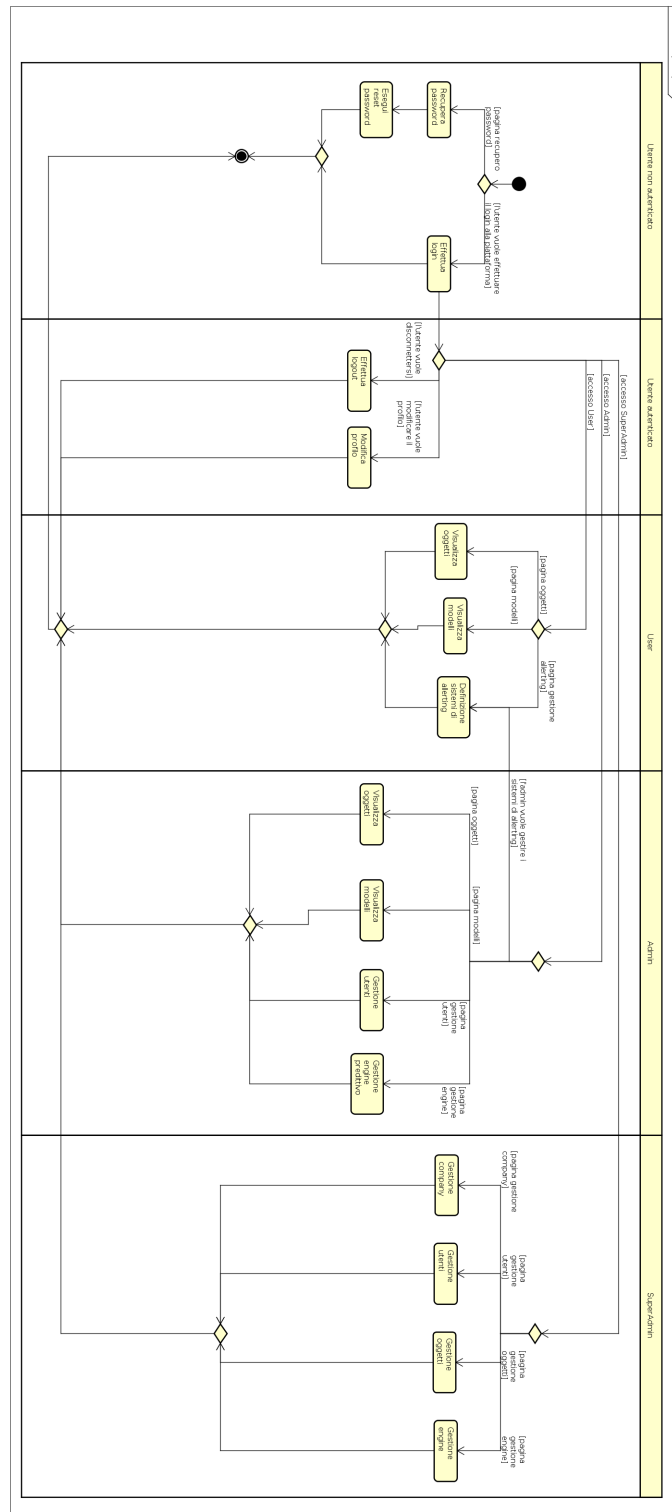 Utente non autenticato
[pagina recupero
password]
Recupera
password
Esegui
reset
password
[l'utente vuole effettuare
il login alla piattaforma]
Effettua
login
Utente autenticato
[l'utente vuole
disconnettersi]
Effettua
logout
[l'utente vuole
modificare il
profilo]
Modifica
profilo
[accesso SuperAdmin]
[accesso Admin]
[accesso User]
User
[pagina oggetti]
Visualizza
oggetti
[pagina modelli]
Visualizza
modelli
[pagina gestione
allerting]
Definizione
sistemi di
allerting
Admin
[l'admin vuole gestire i
sistemi di allerting]
[pagina oggetti]
Visualizza
oggetti
[pagina modelli]
Visualizza
modelli
[pagina
gestione
utenti]
Gestione
utenti
[pagina
gestione
engine]
Gestione
engine
predittivo
SuperAdmin
[pagina gestione
company]
Gestione
company
[pagina
gestione
utenti]
Gestione
utenti
[pagina
gestione
oggetti]
Gestione
oggetti
[pagina
gestione
engine]
Gestione
engine